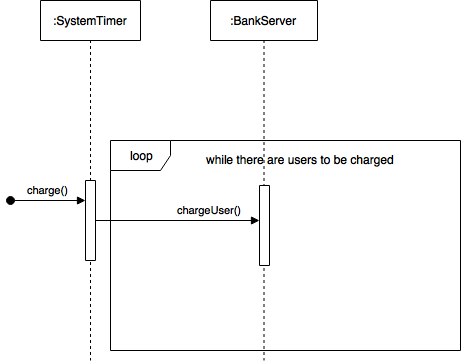 :SystemTimer
:BankServer
loop
while there are users to be charged
charge()
chargeUser()